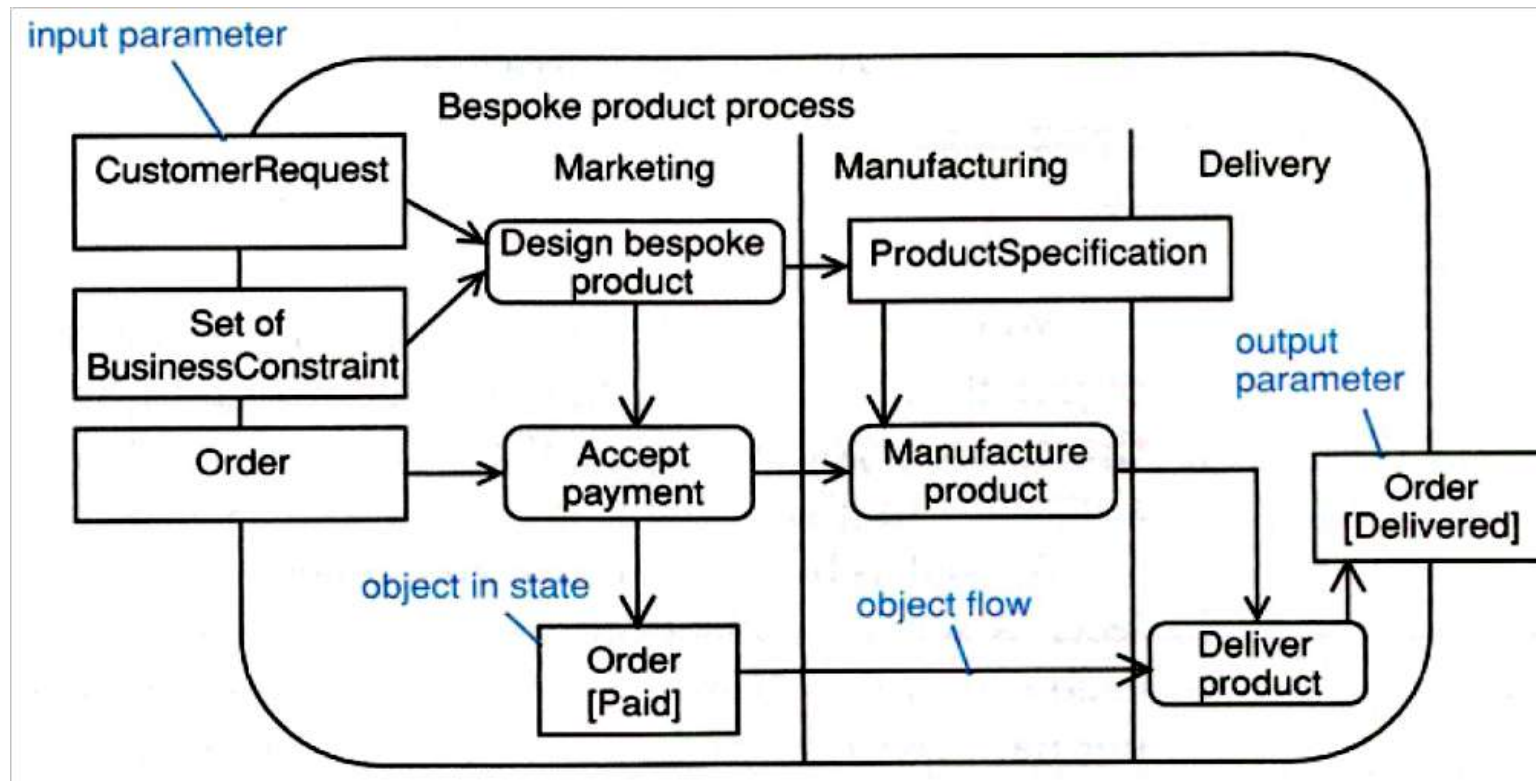 input parameter
Bespoke product process
CustomerRequest
Marketing
Manufacturing
Delivery
Design bespoke
product
ProductSpecification
Set of
BusinessConstraint
output
parameter
Order
Accept
payment
Manufacture
product
Order
[Delivered]
object in state
object flow
Order
[Paid]
Deliver
product